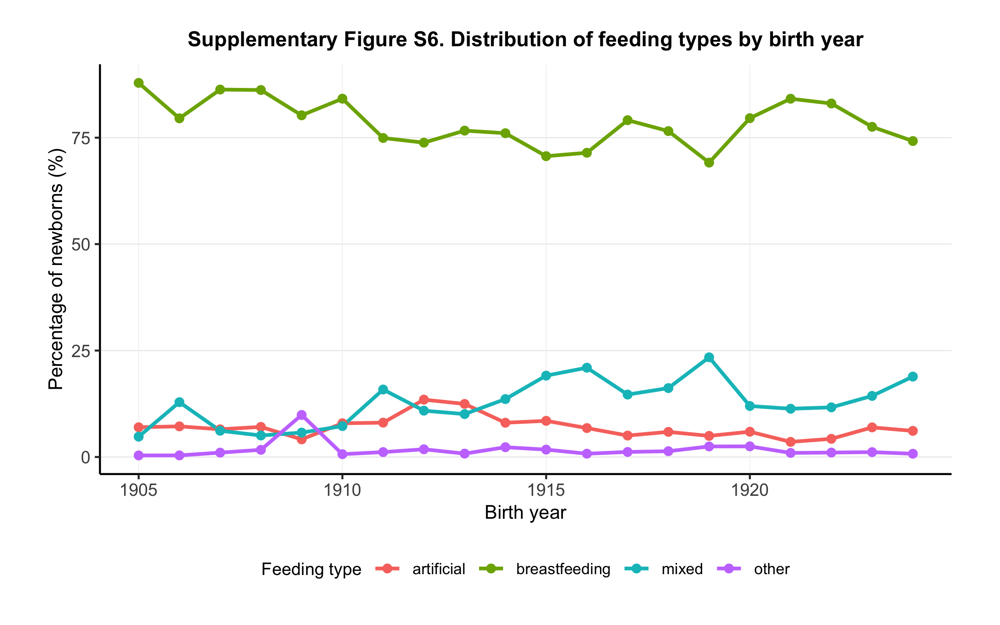 Supplementary Figure S6. Distribution of feeding types by birth year
Percentage of newborns (%)
75
50
25
0
1905 1910 1915 1920
Birth year
Feeding type artificial breastfeeding mixed other